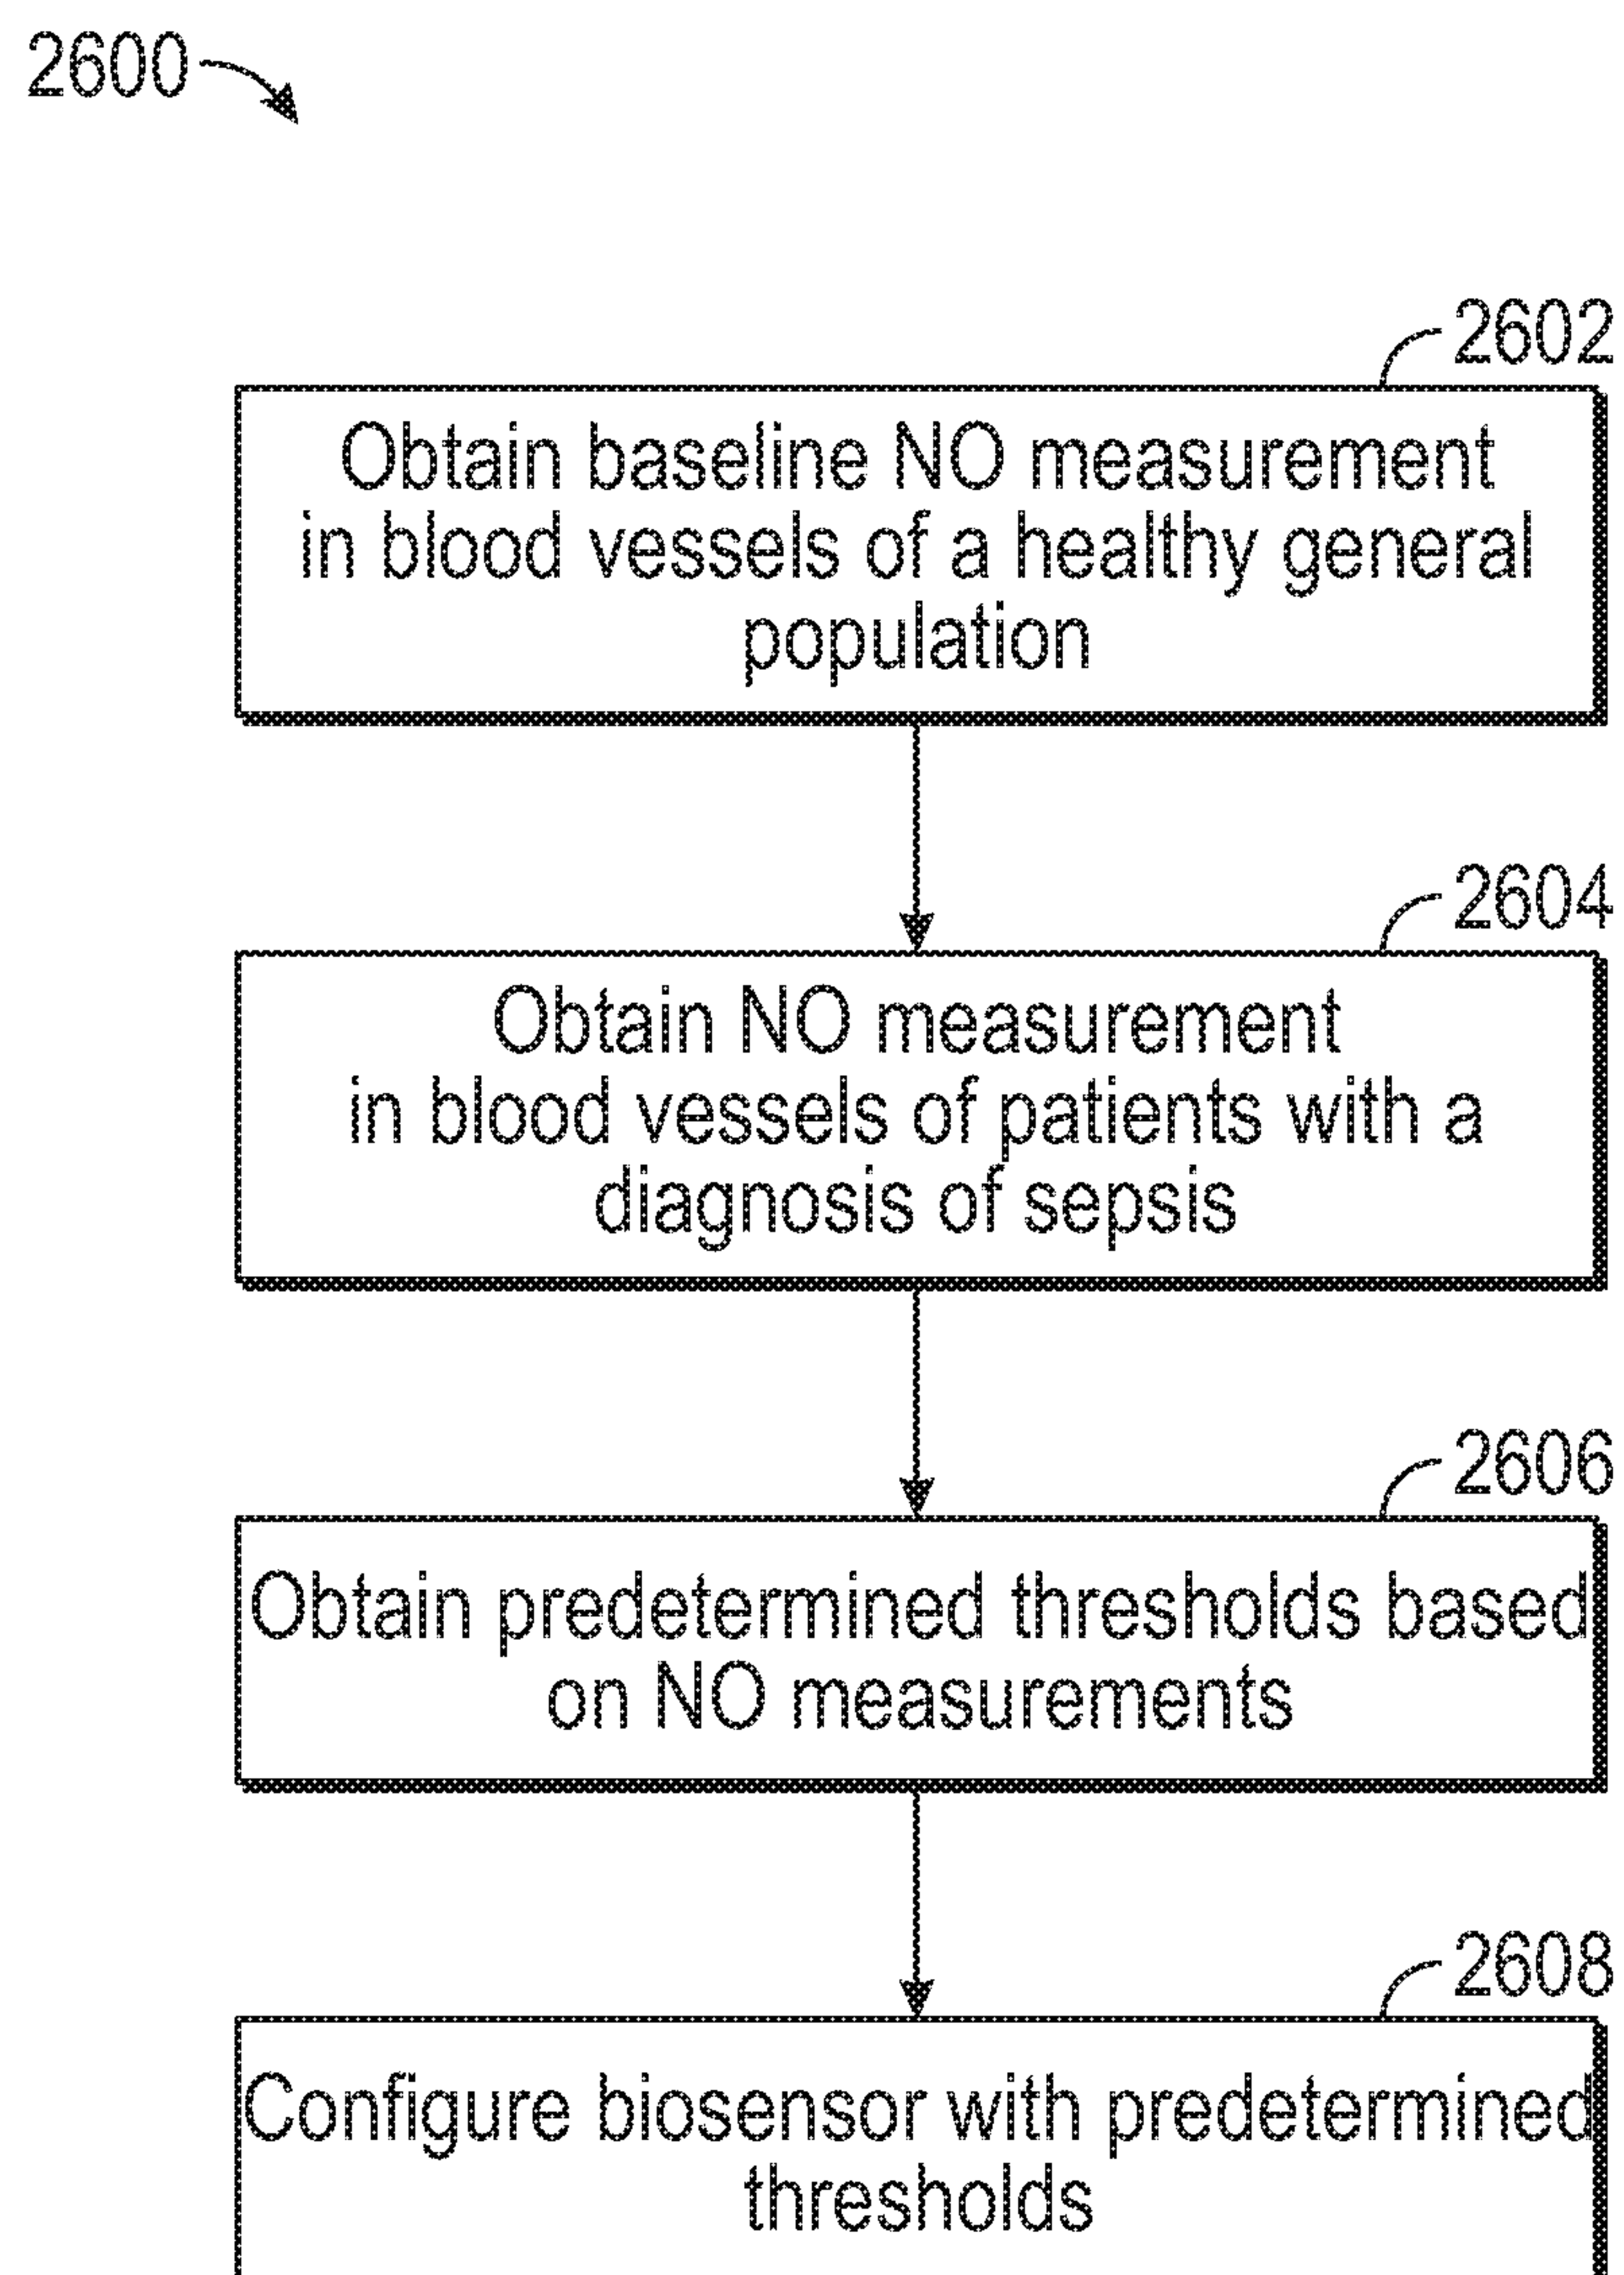 2600
2602
Obtain baseline NO measurement
in blood vessels of a healthy general
population
2604
Obtain NO measurement
in blood vessels of patients with a
diagnosis of sepsis
2606
Obtain predetermined thresholds based
on NO measurements
2608
Configure biosensor with predetermined
thresholds